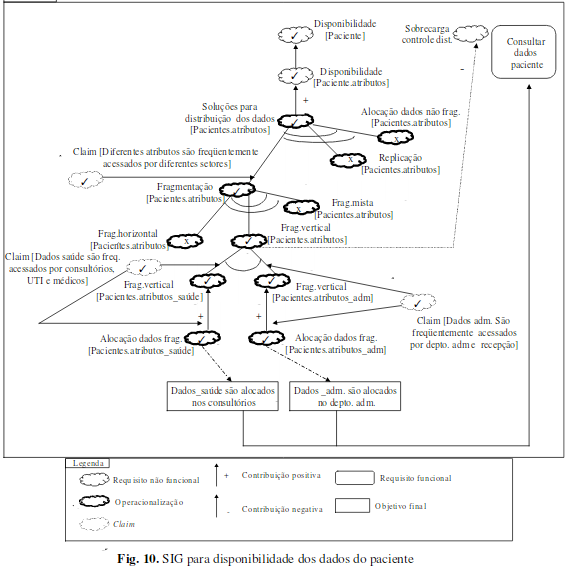 Disponibilidade
[Paciente]
Sobrecarga
controle dist.
Consultar
dados
paciente
Disponibilidade
[Paciente.atributos]
-
+
Soluções para
distribuição dos dados
[Pacientes.atributos]
Alocação dados não frag.
[Pacientes.atributos]
x
Claim [Diferentes atributos são freqüentemente
acessados por diferentes setores]
x
Replicação
[Pacientes.atributos]
Fragmentação
[Pacientes.atributos]
x
Frag.mista
[Pacientes.atributos]
Frag.horizontal
[Pacientes.atributos]
x
Frag.vertical
[Pacientes.atributos]
Claim [Dados saúde são freq.
acessados por consultórios,
UTI e médicos]
Frag.vertical
[Pacientes.atributos_saúde]
Frag.vertical
[Pacientes.atributos_adm]
+
+
Claim [Dados adm. São
freqüentemente acessados
por depto. adm e recepção]
Alocação dados frag.
[Pacientes.atributos_saúde]
Alocação dados frag.
[Pacientes.atributos_adm]
Dados_saúde são alocados
nos consultórios
Dados _adm. são alocados
no depto. adm.
Legenda
Requisito não funcional
+ Contribuição positiva
Requisito funcional
Operacionalização
- Contribuição negativa
Objetivo final
Claim
Fig. 10. SIG para disponibilidade dos dados do paciente